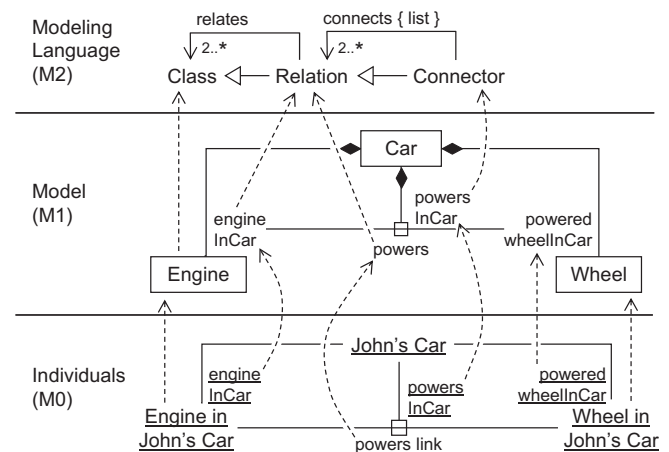 relates
connects { list }
Modeling
Language
(M2)
2..*
2..*
Class
Relation
Connector
Car
Model
(M1)
engine
InCar
powers
InCar
powered
wheelInCar
powers
Engine
Wheel
John's Car
Individuals
(M0)
engine
InCar
powers
InCar
powered
wheelInCar
Engine in
John's Car
powers link
Wheel in
John's Car